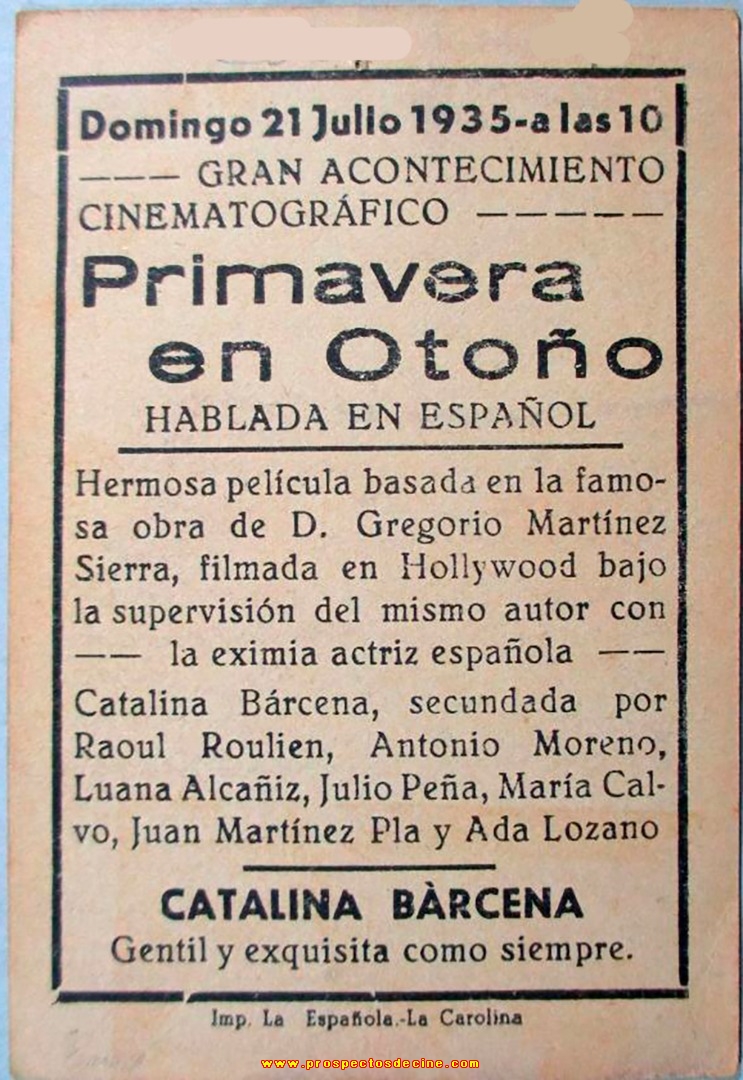 Domingo 21 Julio 1935-a las 10
——— GRAN ACONTECIMIENTO
CINEMATOGRÁFICO —————
Primavera
en Otoño
HABLADA EN ESPAÑOL
Hermosa película basada en la famo-
sa obra de D. Gregorio Martínez
Sierra, filmada en Hollywood bajo
la supervisión del mismo autor con
—— la eximia actriz española ——
Catalina Bárcena, secundada por
Raoul Roulien, Antonio Moreno,
Luana Alcañiz, Julio Peña, María Cal-
vo, Juan Martínez Pla y Ada Lozano
CATALINA BÀRCENA
Gentil y exquisita como siempre.
Imp. La Española.-La Carolina
www.prospectosdecine.com